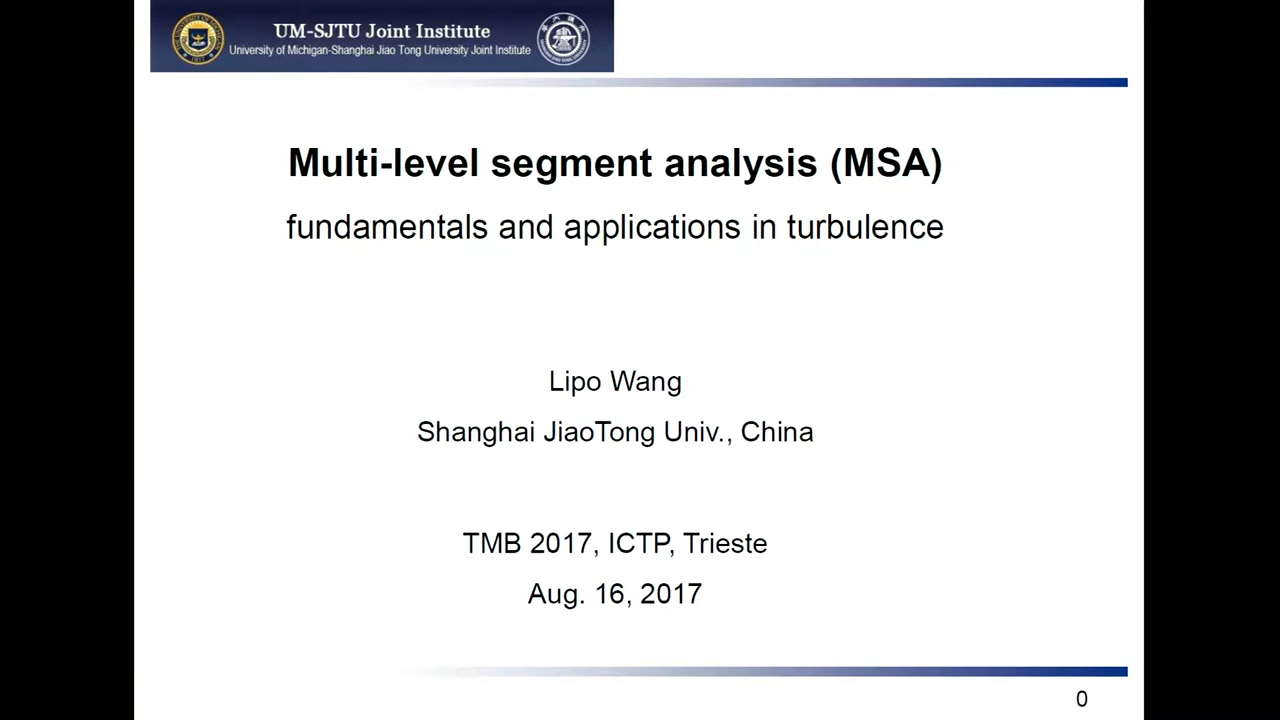 UM-SJTU Joint Institute
University of Michigan-Shanghai Jiao Tong University Joint Institute
Multi-level segment analysis (MSA)
fundamentals and applications in turbulence
Lipo Wang
Shanghai JiaoTong Univ., China
TMB 2017, ICTP, Trieste
Aug. 16, 2017
0